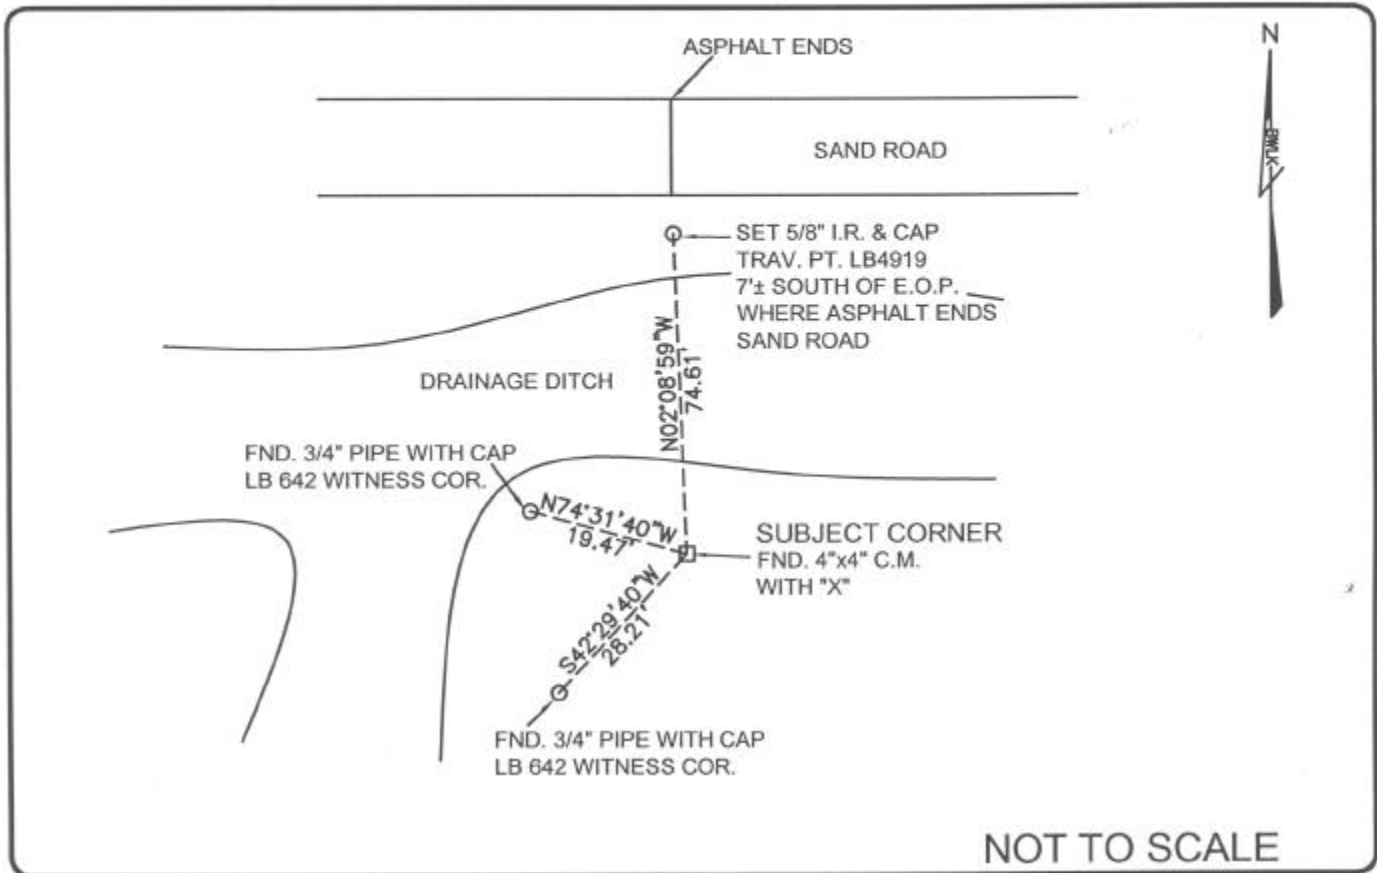 ASPHALT ENDS
N
BWLK
SAND ROAD
SET 5/8" I.R. & CAP
TRAV. PT. LB4919
7'± SOUTH OF E.O.P.
WHERE ASPHALT ENDS
SAND ROAD
N02°08'59"W
74.61'
DRAINAGE DITCH
FND. 3/4" PIPE WITH CAP
LB 642 WITNESS COR.
N74°31'40"W
19.47'
SUBJECT CORNER
FND. 4"x4" C.M.
WITH "X"
S42°29'40"W
28.21'
FND. 3/4" PIPE WITH CAP
LB 642 WITNESS COR.
NOT TO SCALE